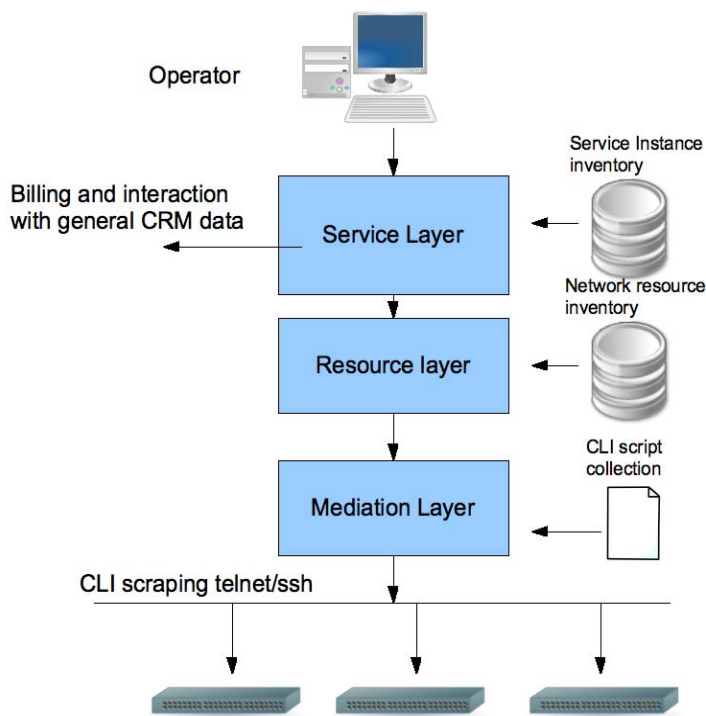 Operator
Service Instance
inventory
Billing and interaction
with general CRM data
Service Layer
Network resource
inventory
Resource layer
CLI script
collection
Mediation Layer
CLI scraping telnet/ssh